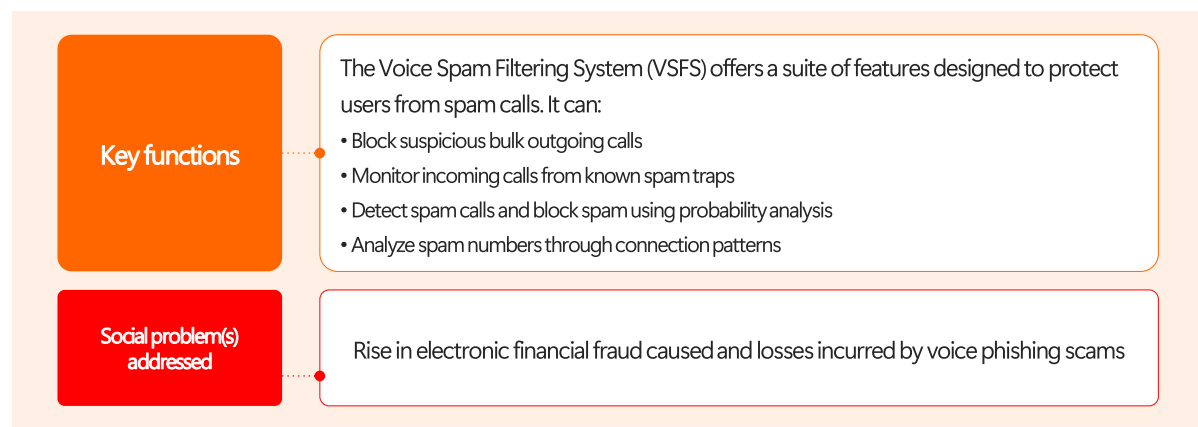 Key functions
The Voice Spam Filtering System (VSFS) offers a suite of features designed to protect
users from spam calls. It can:
• Block suspicious bulk outgoing calls
• Monitor incoming calls from known spam traps
• Detect spam calls and block spam using probability analysis
• Analyze spam numbers through connection patterns
Social problem(s)
addressed
Rise in electronic financial fraud caused and losses incurred by voice phishing scams